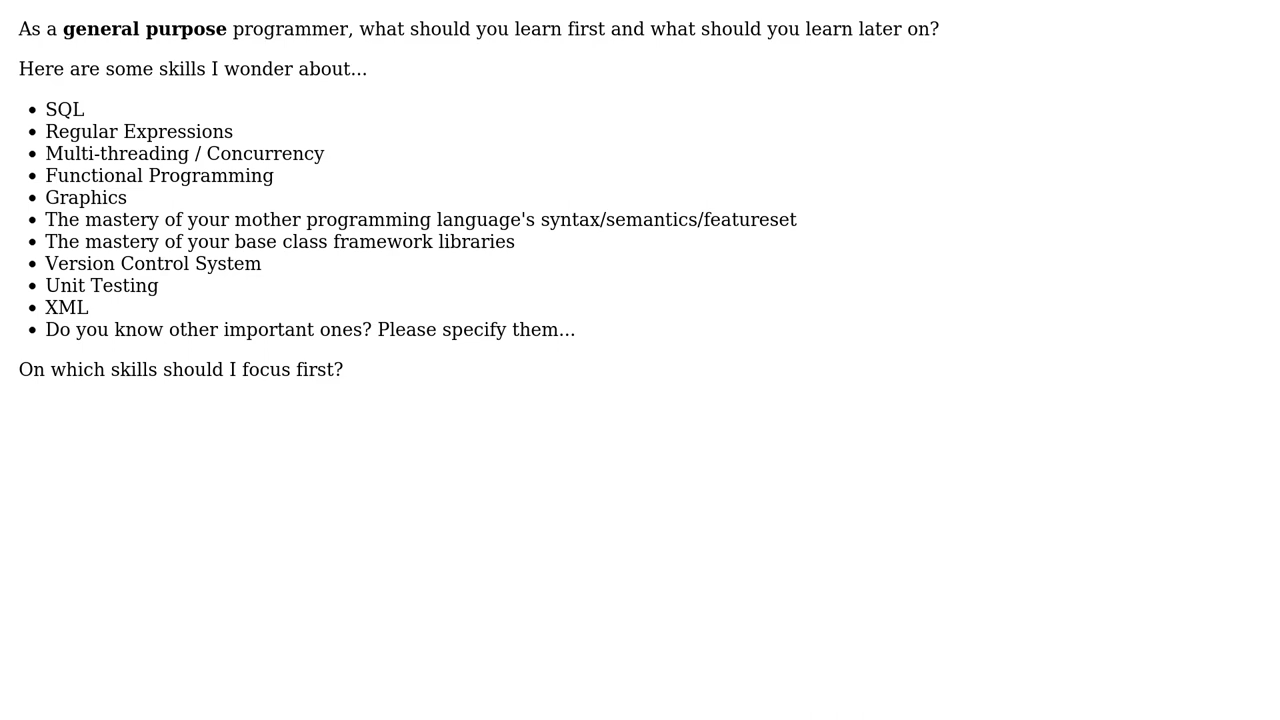 As a general purpose programmer, what should you learn first and what should you learn later on?
Here are some skills I wonder about...
• SQL
• Regular Expressions
• Multi-threading / Concurrency
• Functional Programming
• Graphics
• The mastery of your mother programming language's syntax/semantics/featureset
• The mastery of your base class framework libraries
• Version Control System
• Unit Testing
• XML
• Do you know other important ones? Please specify them...
On which skills should I focus first?